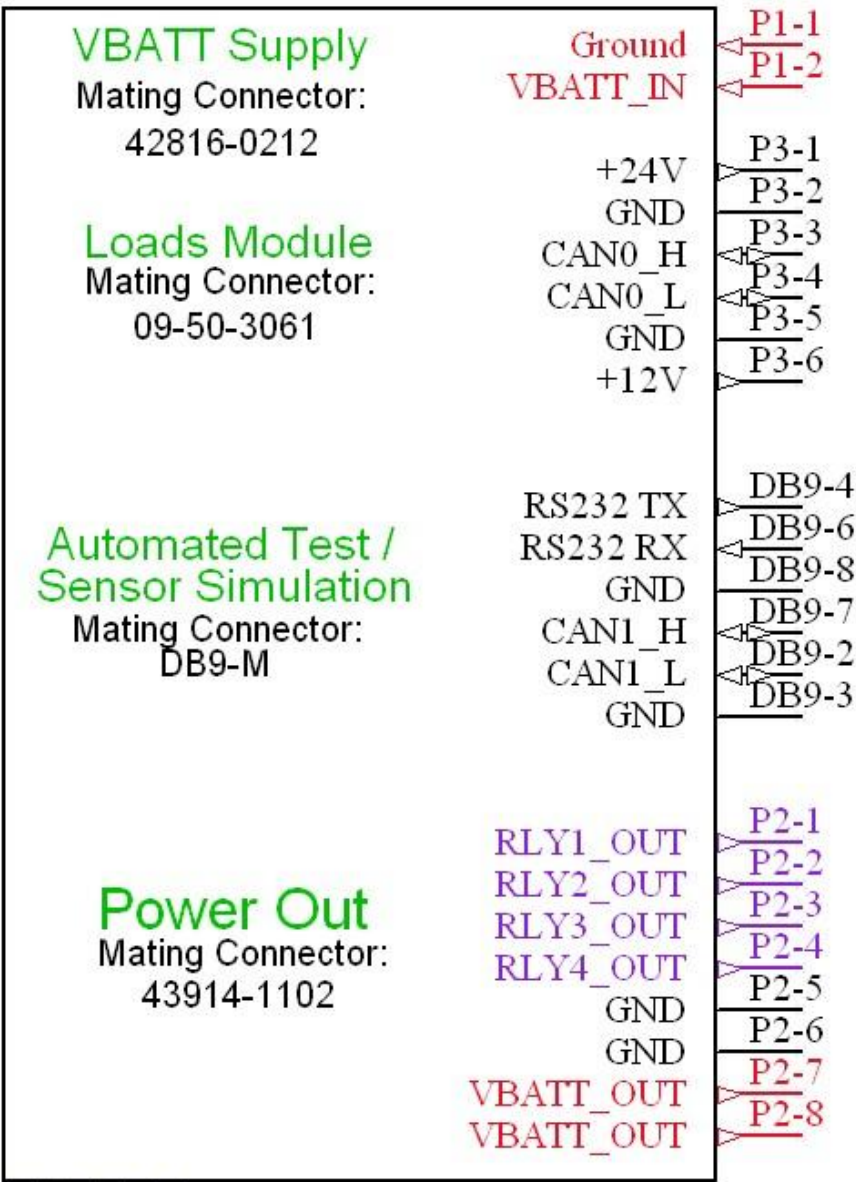 VBATT Supply
Mating Connector:
42816-0212
Ground P1-1
VBATT_IN P1-2
Loads Module
Mating Connector:
09-50-3061
+24V P3-1
GND P3-2
CAN0_H P3-3
CAN0_L P3-4
GND P3-5
+12V P3-6
Automated Test /
Sensor Simulation
Mating Connector:
DB9-M
RS232 TX DB9-4
RS232 RX DB9-6
GND DB9-8
CAN1_H DB9-7
CAN1_L DB9-2
GND DB9-3
Power Out
Mating Connector:
43914-1102
RLY1_OUT P2-1
RLY2_OUT P2-2
RLY3_OUT P2-3
RLY4_OUT P2-4
GND P2-5
GND P2-6
VBATT_OUT P2-7
VBATT_OUT P2-8